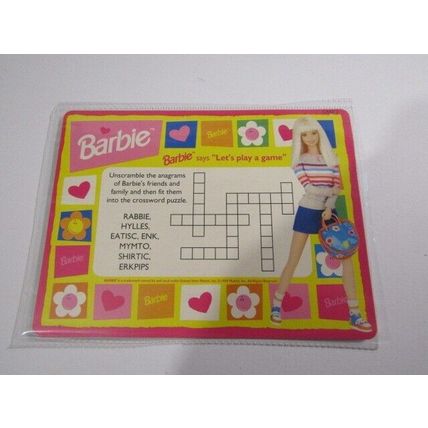 Barbie
Barbie
Barbie says "Let's play a game"
Unscramble the anagrams
of Barbie's friends and
family and then fit them
into the crossword puzzle.
RABBIE,
HYLLES,
EATISC, ENK,
MYMTO,
SHIRTIC,
ERKPIPS
Barbie
Barbie
Barbie